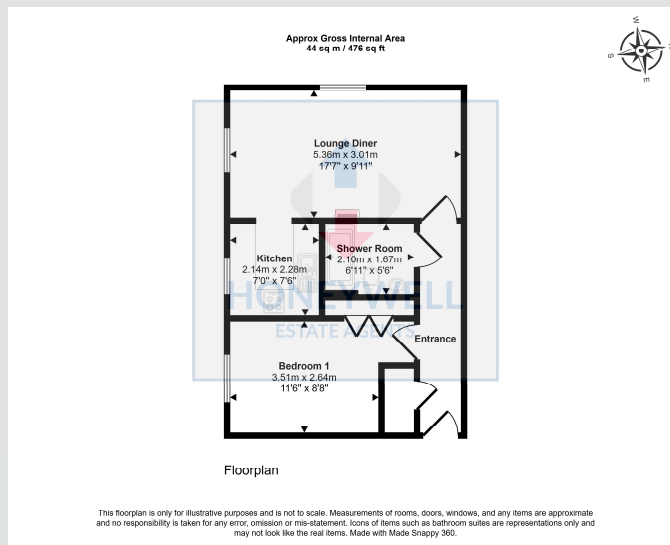 Approx Gross Internal Area
44 sq m / 476 sq ft
W
S
E
Lounge Diner
5.36m x 3.01m
17'7" x 9'11"
Kitchen
2.14m x 2.28m
7'0" x 7'6"
Shower Room
2.10m x 1.67m
6'11" x 5'6"
HONEYWELL
ESTATE AGENTS
Entrance
Bedroom 1
3.51m x 2.64m
11'6" x 8'8"
Floorplan
This floorplan is only for illustrative purposes and is not to scale. Measurements of rooms, doors, windows, and any items are approximate
and no responsibility is taken for any error, omission or mis-statement. Icons of items such as bathroom suites are representations only and
may not look like the real items. Made with Made Snappy 360.